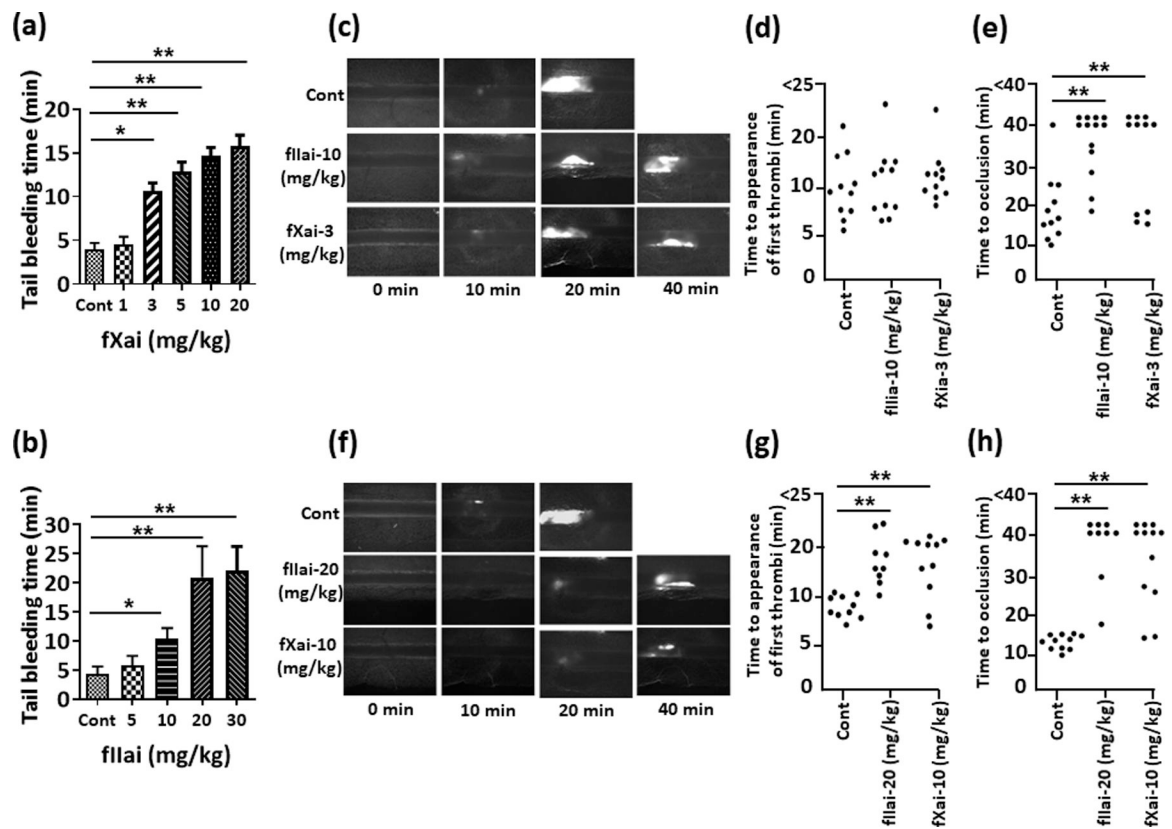 (a)
**
**
**
*
Tail bleeding time (min)
20
15
10
5
0
Cont 1 3 5 10 20
fXai (mg/kg)
(c)
Cont
fIIai-10
(mg/kg)
fXai-3
(mg/kg)
0 min 10 min 20 min 40 min
(d)
Time to appearance
of first thrombi (min)
<25
20
10
5
0
Cont
fIIia-10 (mg/kg)
fXia-3 (mg/kg)
(e)
**
**
Time to occlusion (min)
<40
40
30
20
10
0
Cont
fIIai-10 (mg/kg)
fXai-3 (mg/kg)
(b)
**
**
*
Tail bleeding time (min)
30
25
20
15
10
5
0
Cont 5 10 20 30
fIIai (mg/kg)
(f)
Cont
fIIai-20
(mg/kg)
fXai-10
(mg/kg)
0 min 10 min 20 min 40 min
(g)
**
**
Time to appearance
of first thrombi (min)
<25
20
10
5
0
Cont
fIIai-20 (mg/kg)
fXai-10 (mg/kg)
(h)
**
**
Time to occlusion (min)
<40
40
30
20
10
0
Cont
fIIai-20 (mg/kg)
fXai-10 (mg/kg)